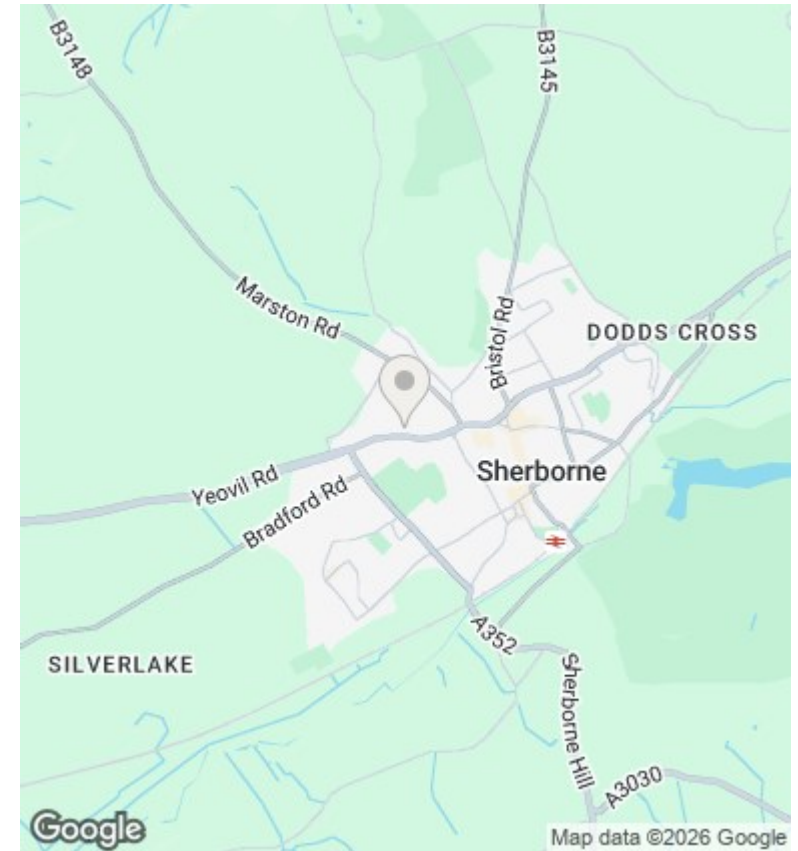 B3148
B3145
Marston Rd
Bristol Rd
DODDS CROSS
Sherborne
Yeovil Rd
Bradford Rd
SILVERLAKE
A352
Sherborne Hill
A3030
Google
Map data ©2026 Google